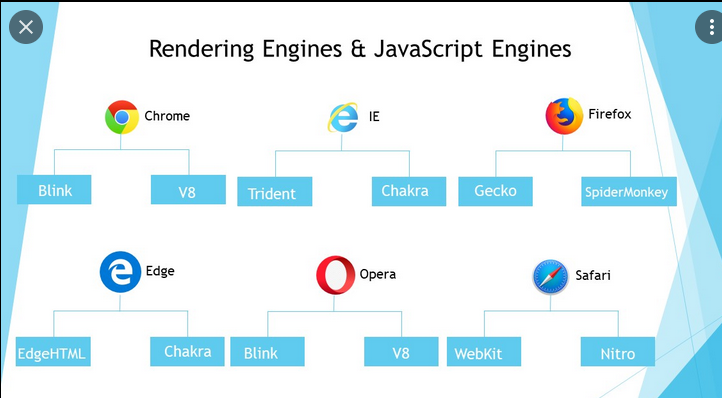 Rendering Engines & JavaScript Engines
Chrome
IE
Firefox
Blink
V8
Trident
Chakra
Gecko
SpiderMonkey
Edge
Opera
Safari
EdgeHTML
Chakra
Blink
V8
WebKit
Nitro